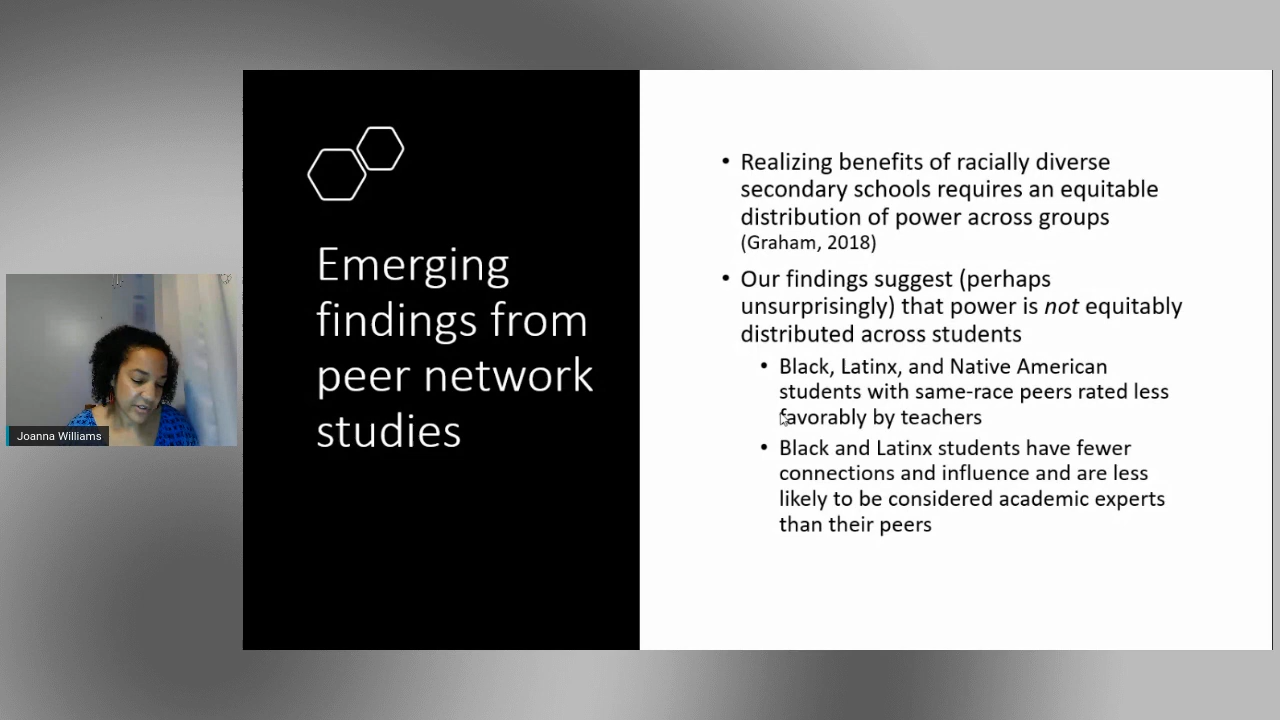 Emerging
findings from
peer network
studies
• Realizing benefits of racially diverse
secondary schools requires an equitable
distribution of power across groups
(Graham, 2018)
• Our findings suggest (perhaps
unsurprisingly) that power is not equitably
distributed across students
• Black, Latinx, and Native American
students with same-race peers rated less
favorably by teachers
• Black and Latinx students have fewer
connections and influence and are less
likely to be considered academic experts
than their peers
Joanna Williams